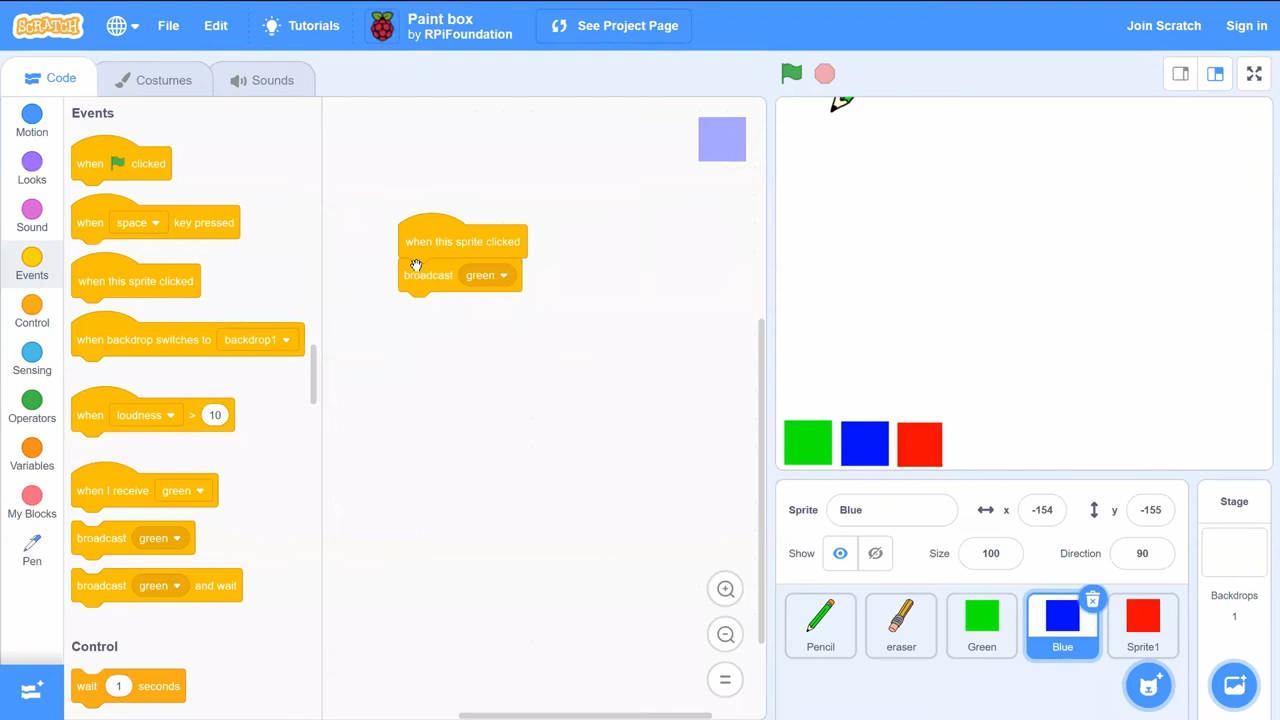 SCRATCH
File
Edit
Tutorials
Paint box
by RPiFoundation
See Project Page
Join Scratch
Sign in
Code
Costumes
Sounds
Motion
Looks
Sound
Events
Control
Sensing
Operators
Variables
My Blocks
Pen
Events
when clicked
when space key pressed
when this sprite clicked
when backdrop switches to backdrop1
when loudness > 10
when I receive green
broadcast green
broadcast green and wait
Control
wait 1 seconds
when this sprite clicked
broadcast green
Sprite Blue x -154 y -155
Show Size 100 Direction 90
Pencil
eraser
Green
Blue
Sprite1
Stage
Backdrops
1